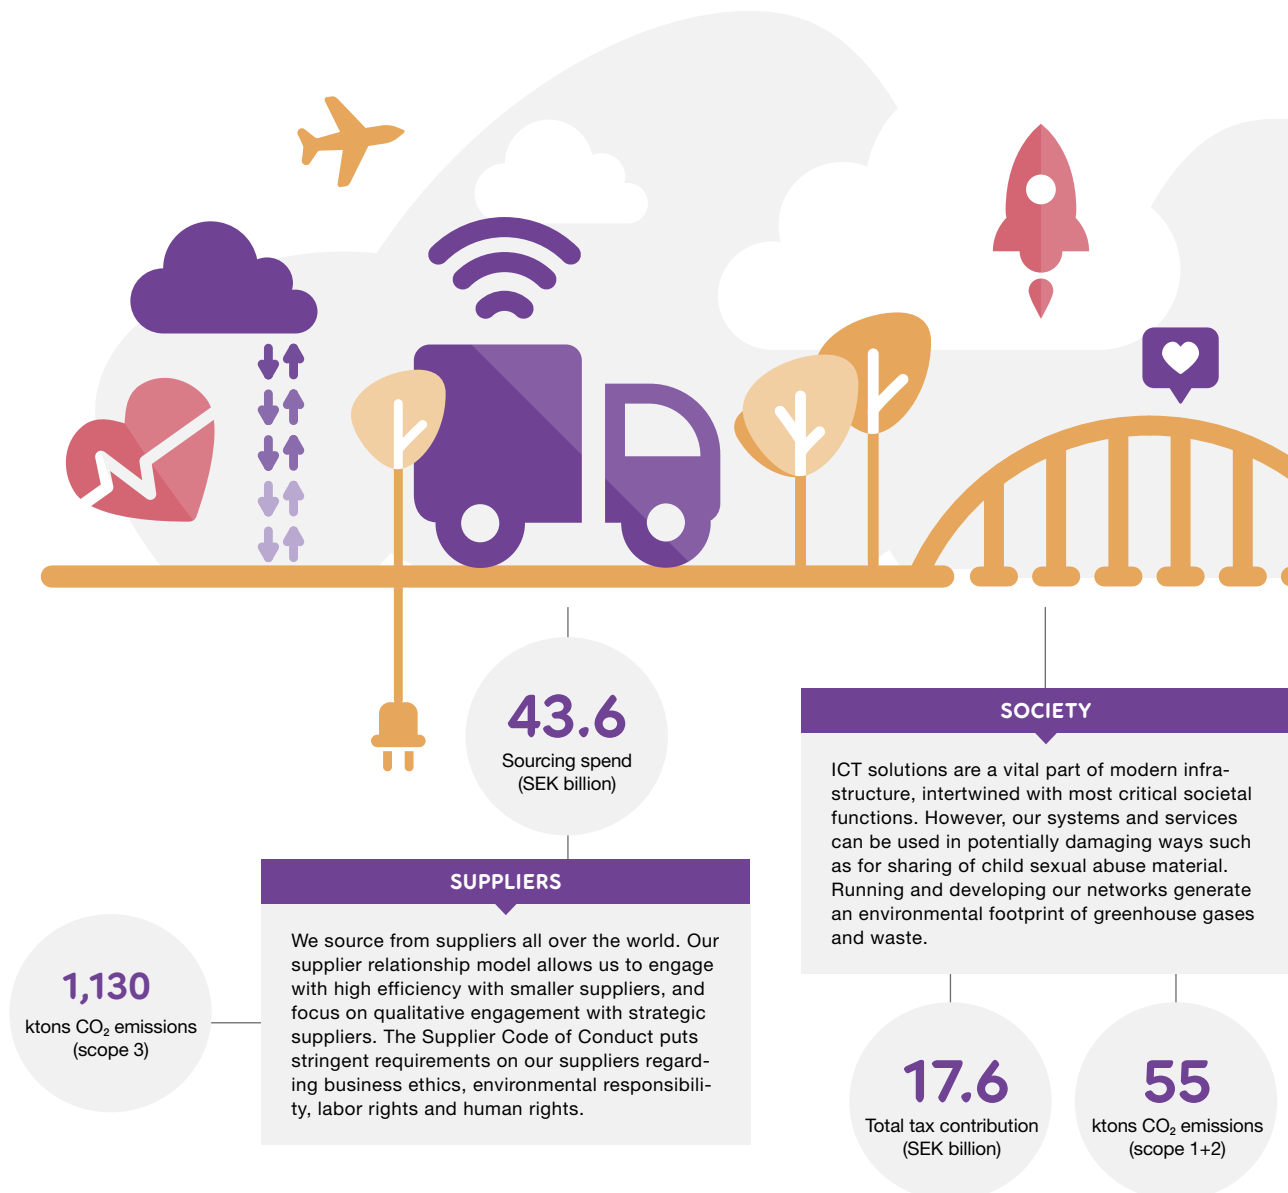 43.6
Sourcing spend
(SEK billion)
SUPPLIERS
We source from suppliers all over the world. Our
supplier relationship model allows us to engage
with high efficiency with smaller suppliers, and
focus on qualitative engagement with strategic
suppliers. The Supplier Code of Conduct puts
stringent requirements on our suppliers regard-
ing business ethics, environmental responsibili-
ty, labor rights and human rights.
1,130
ktons CO₂ emissions
(scope 3)
SOCIETY
ICT solutions are a vital part of modern infra-
structure, intertwined with most critical societal
functions. However, our systems and services
can be used in potentially damaging ways such
as for sharing of child sexual abuse material.
Running and developing our networks generate
an environmental footprint of greenhouse gases
and waste.
17.6
Total tax contribution
(SEK billion)
55
ktons CO₂ emissions
(scope 1+2)